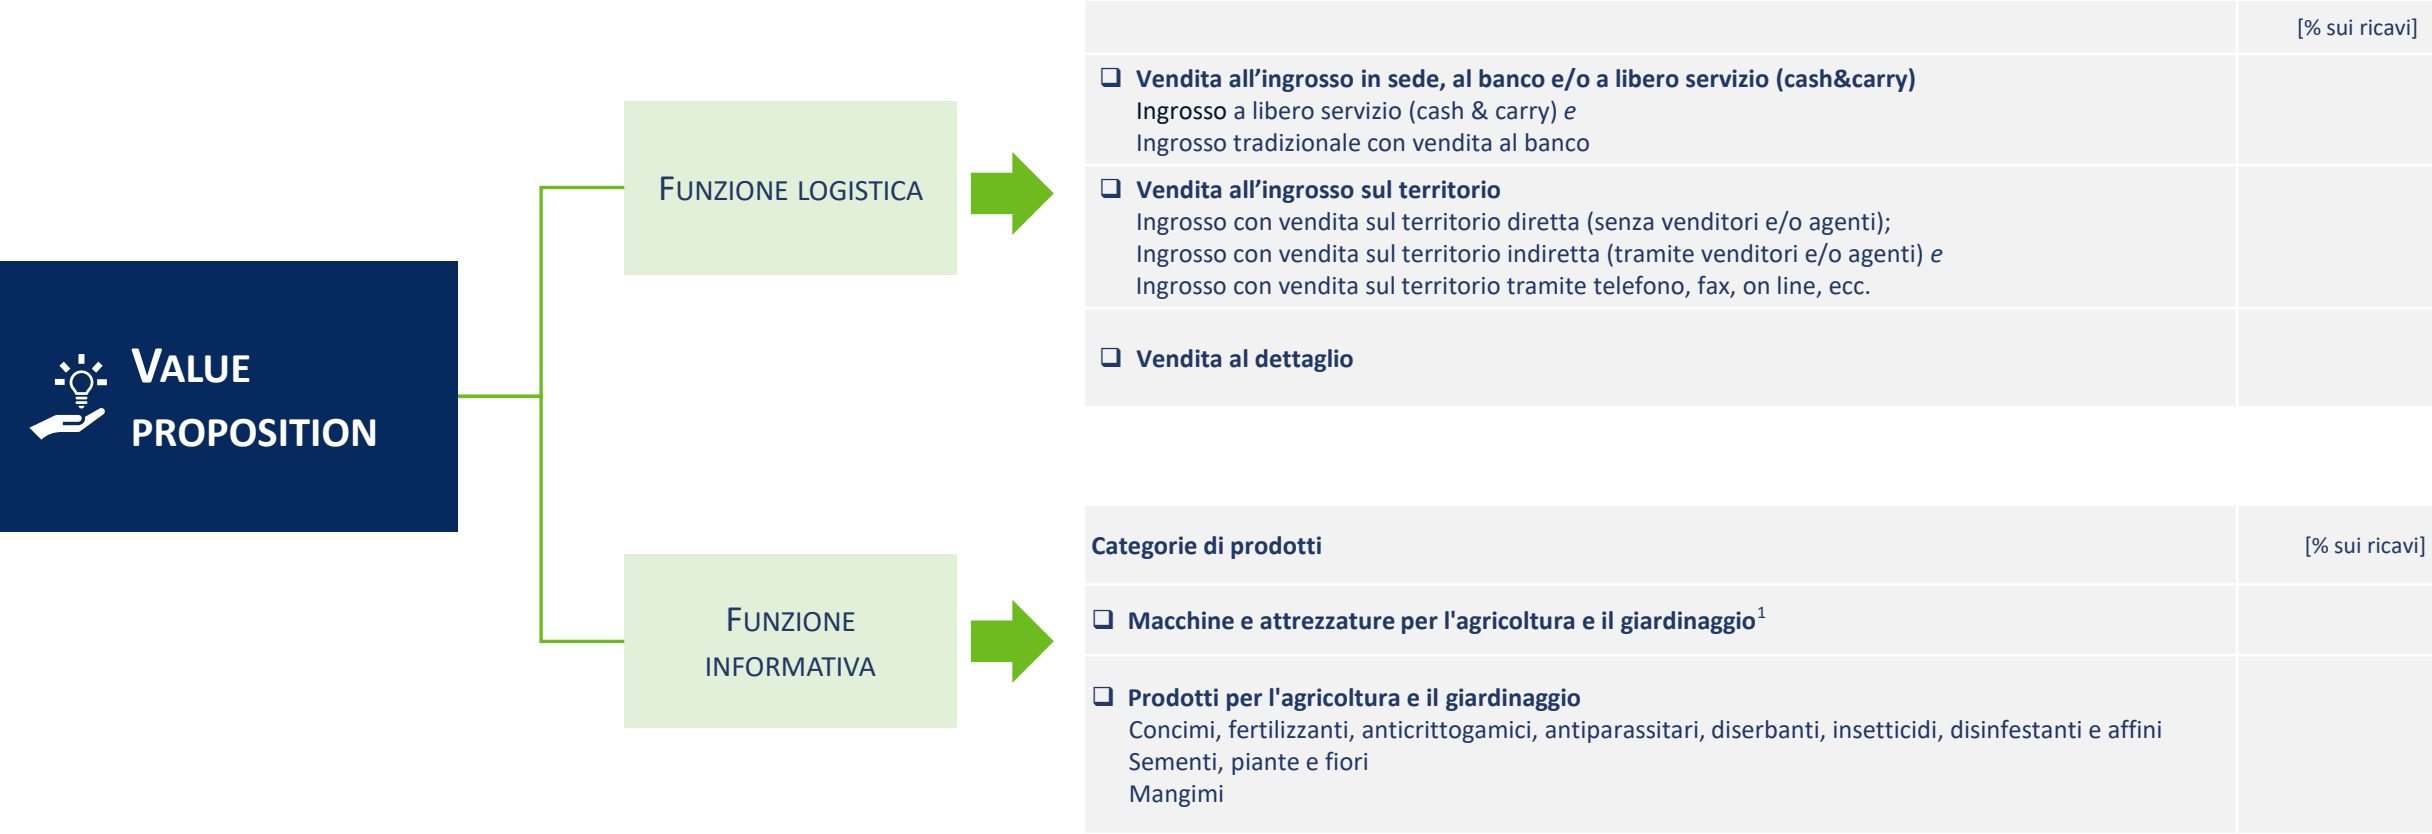 VALUE
PROPOSITION
FUNZIONE LOGISTICA
[% sui ricavi]
❑ Vendita all’ingrosso in sede, al banco e/o a libero servizio (cash&carry)
Ingrosso a libero servizio (cash & carry) e
Ingrosso tradizionale con vendita al banco
❑ Vendita all’ingrosso sul territorio
Ingrosso con vendita sul territorio diretta (senza venditori e/o agenti);
Ingrosso con vendita sul territorio indiretta (tramite venditori e/o agenti) e
Ingrosso con vendita sul territorio tramite telefono, fax, on line, ecc.
❑ Vendita al dettaglio
FUNZIONE
INFORMATIVA
Categorie di prodotti [% sui ricavi]
❑ Macchine e attrezzature per l'agricoltura e il giardinaggio¹
❑ Prodotti per l'agricoltura e il giardinaggio
Concimi, fertilizzanti, anticrittogamici, antiparassitari, diserbanti, insetticidi, disinfestanti e affini
Sementi, piante e fiori
Mangimi